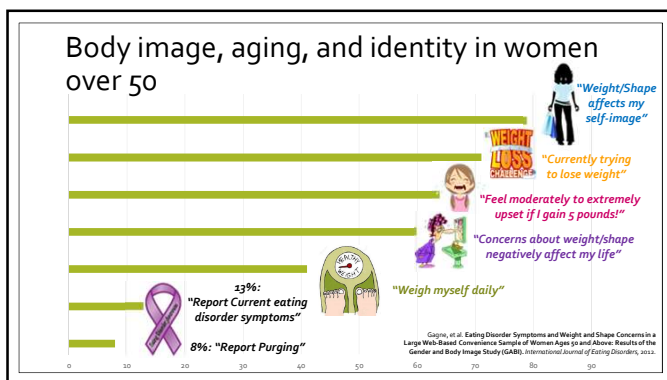 Body image, aging, and identity in women
over 50
"Weight/Shape
affects my
self-image"
WEIGHT
LOSS
CHALLENGE
"Currently trying
to lose weight"
"Feel moderately to extremely
upset if I gain 5 pounds!"
"Concerns about weight/shape
negatively affect my life"
HEALTHY
WEIGHT
"Weigh myself daily"
13%:
"Report Current eating
disorder symptoms"
8%: "Report Purging"
Gagne, et al. Eating Disorder Symptoms and Weight and Shape Concerns in a
Large Web-Based Convenience Sample of Women Ages 50 and Above: Results of the
Gender and Body Image Study (GABI). International Journal of Eating Disorders, 2012.
0 10 20 30 40 50 60 70 80 90